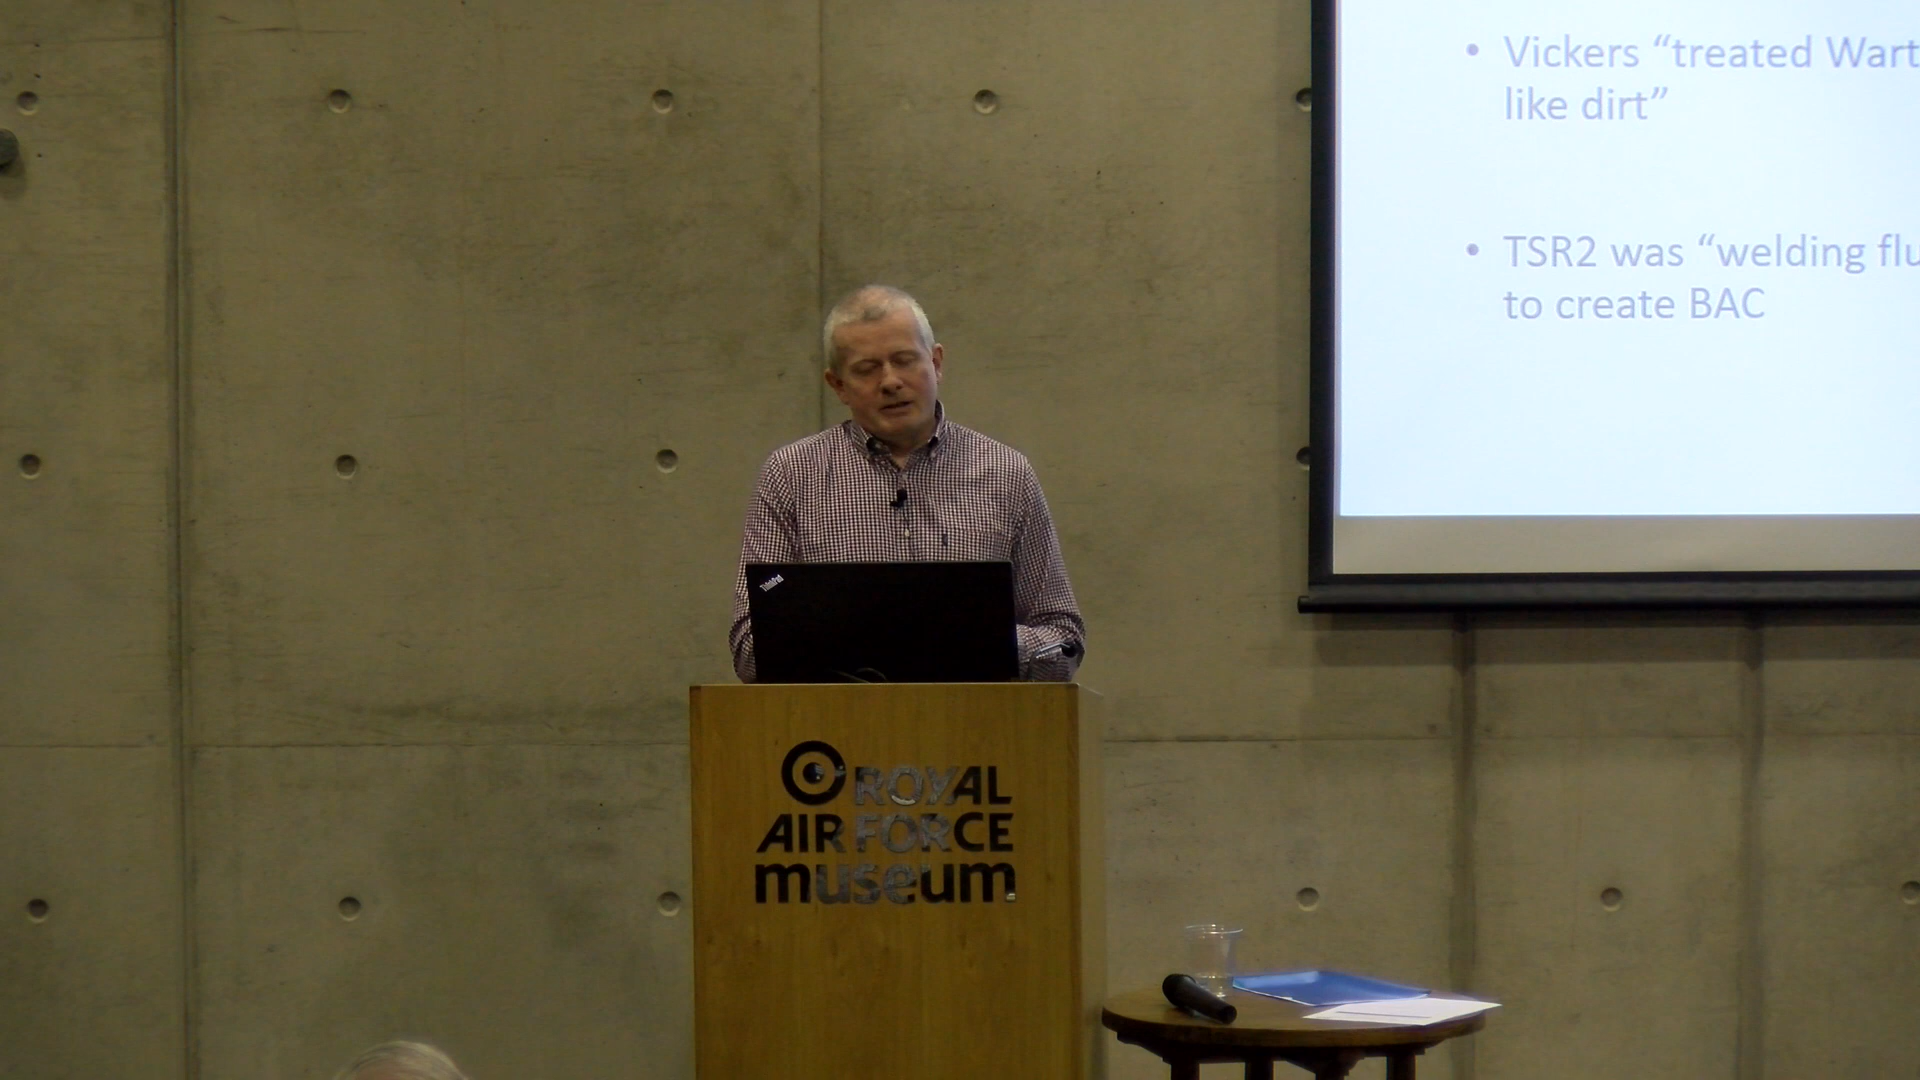 • Vickers “treated Wart
like dirt”
• TSR2 was “welding flu
to create BAC
ThinkPad
ROYAL
AIR FORCE
museum